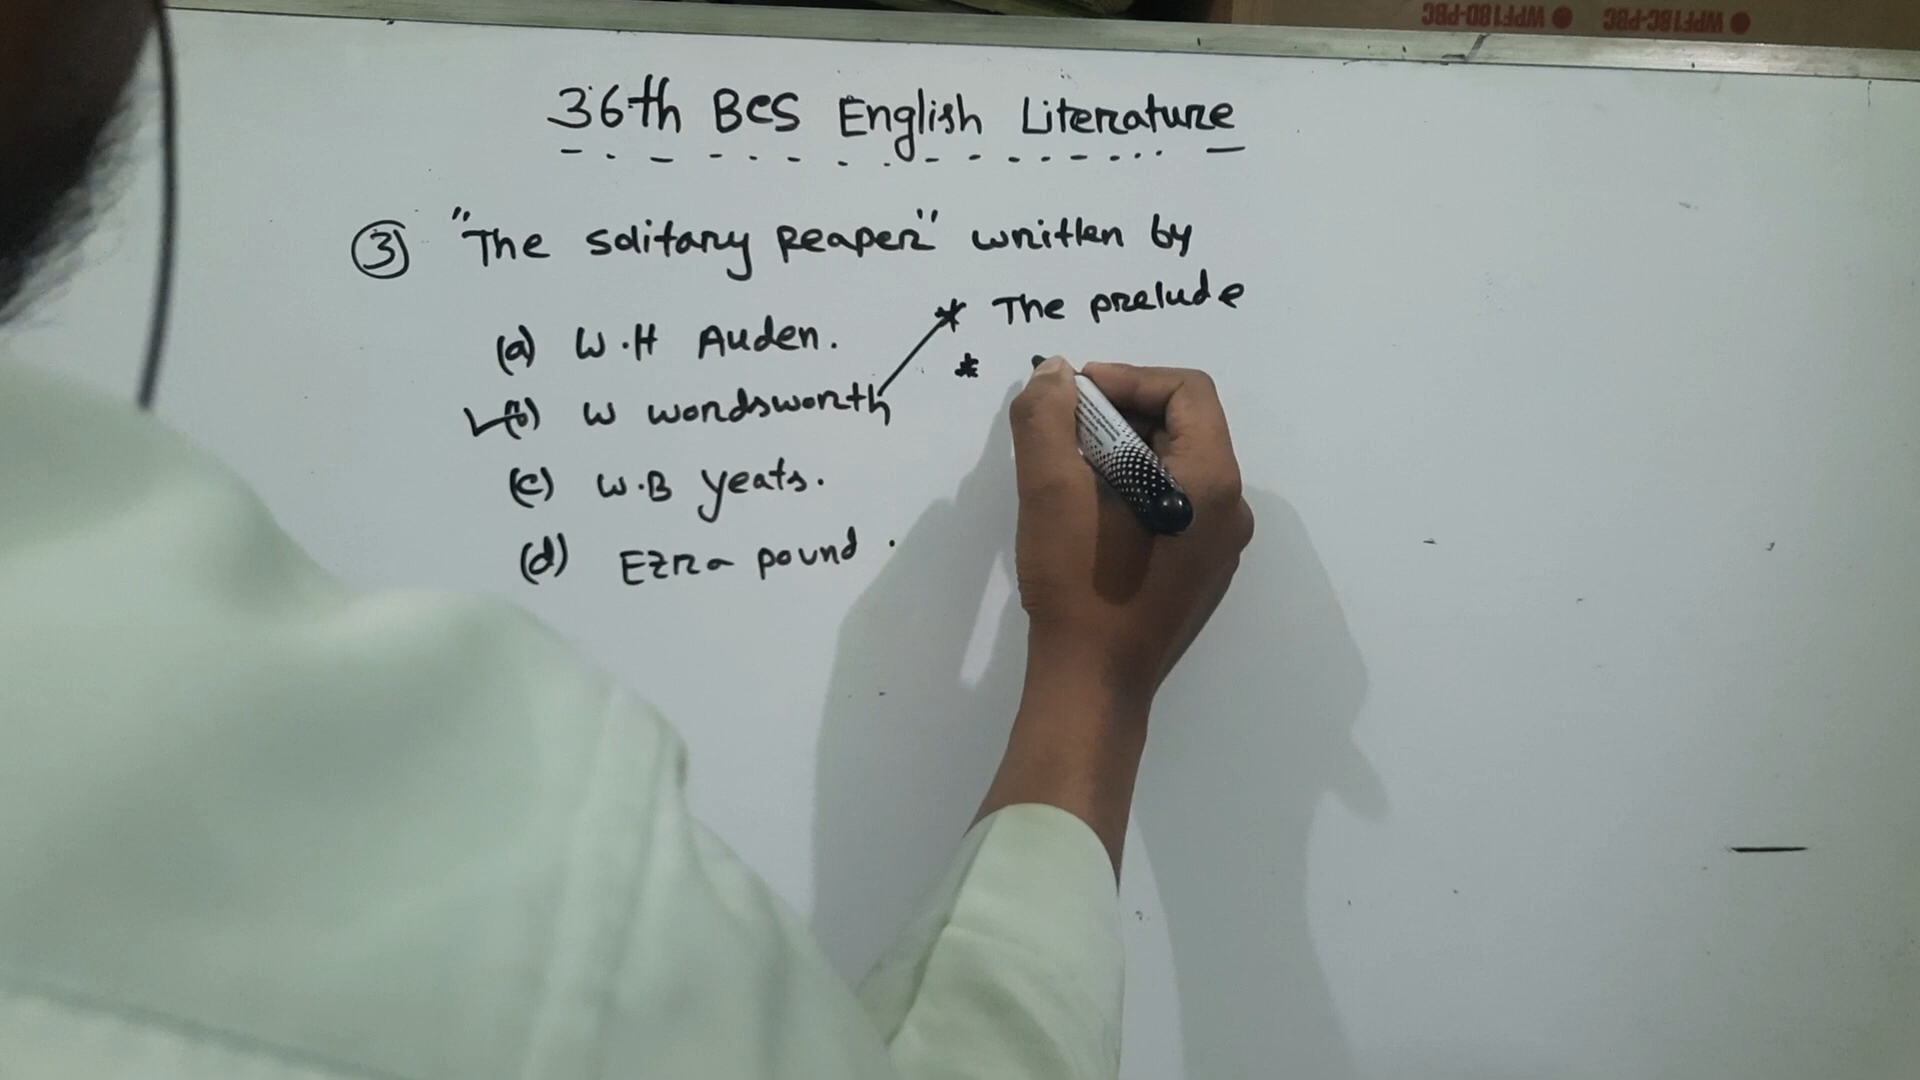 WPF18C-PBC WPF18D-PBC
36th BCS English Literature
③ "The solitary Reaper" written by
(a) W.H Auden.
(b) W wordsworth
* The prelude
*
(c) W.B Yeats.
(d) Ezra pound.